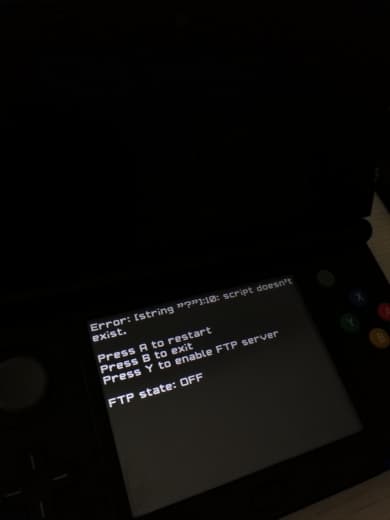 Error: [string "?"]:10: script doesn't
exist.
Press A to restart
Press B to exit
Press Y to enable FTP server
FTP state: OFF
X
Y